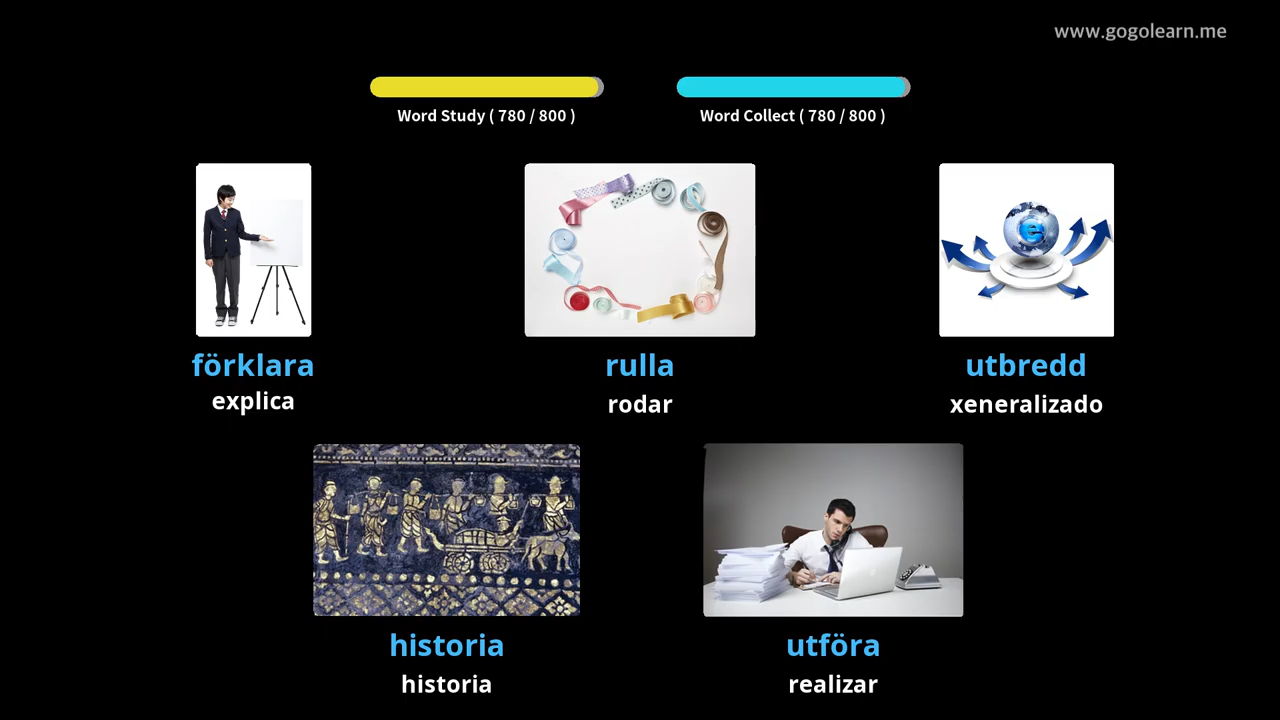 www.gogolearn.me
Word Study ( 780 / 800 )
Word Collect ( 780 / 800 )
förklara
explica
rulla
rodar
utbredd
xeneralizado
historia
historia
utföra
realizar